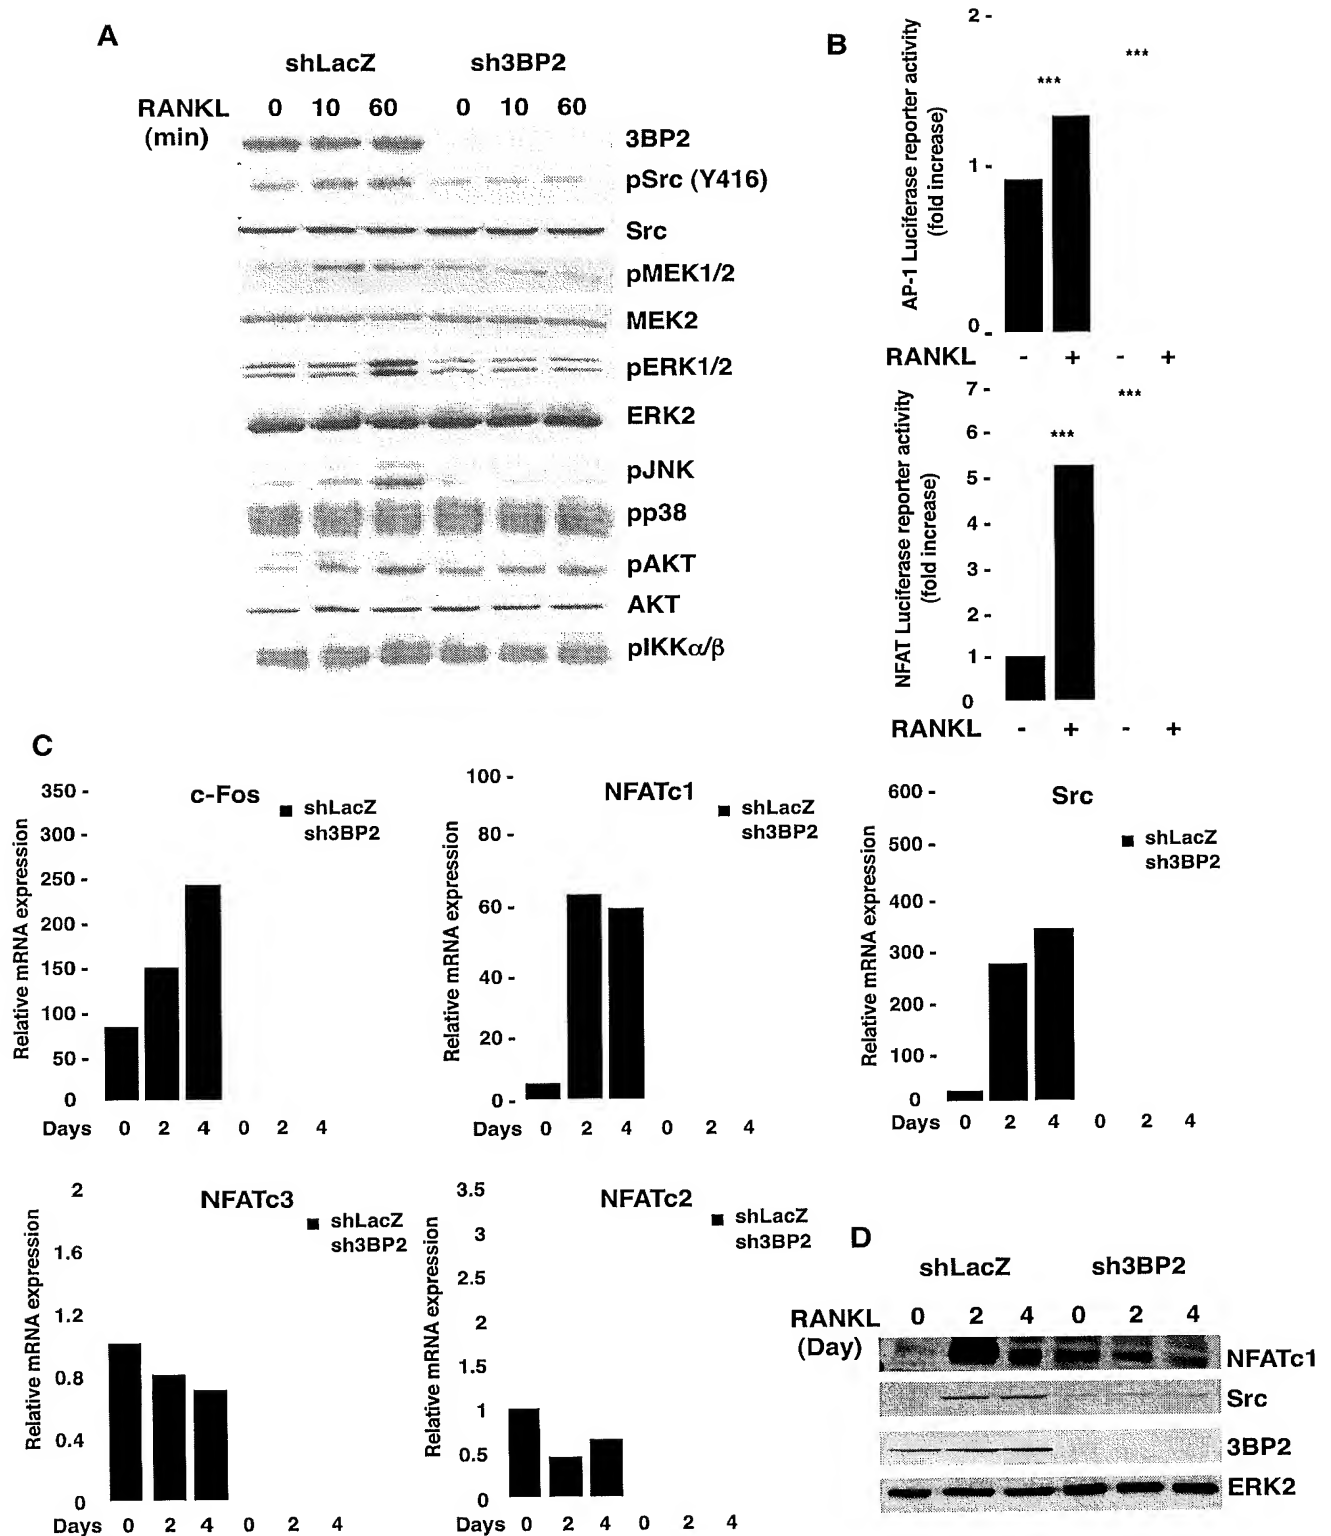 A
shLacZ sh3BP2
RANKL 0 10 60 0 10 60
(min)
3BP2
pSrc (Y416)
Src
pMEK1/2
MEK2
pERK1/2
ERK2
pJNK
pp38
pAKT
AKT
pIKKα/β
B
AP-1 Luciferase reporter activity
(fold increase)
2 -
1 -
0 -
***
***
RANKL - + - +
NFAT Luciferase reporter activity
(fold increase)
7 -
6 -
5 -
4 -
3 -
2 -
1 -
0
***
***
RANKL - + - +
C
c-Fos
shLacZ
sh3BP2
Relative mRNA expression
350 -
300 -
250 -
200 -
150 -
100 -
50 -
0
Days 0 2 4 0 2 4
NFATc1
shLacZ
sh3BP2
Relative mRNA expression
100 -
80 -
60 -
40 -
20 -
0 -
Days 0 2 4 0 2 4
Src
shLacZ
sh3BP2
Relative mRNA expression
600 -
500 -
400 -
300 -
200 -
100 -
0
Days 0 2 4 0 2 4
NFATc3
shLacZ
sh3BP2
Relative mRNA expression
2
1.6
1.2
0.8
0.4
0
Days 0 2 4 0 2 4
NFATc2
shLacZ
sh3BP2
Relative mRNA expression
3.5
3
2.5
2
1.5
1
0.5
0
Days 0 2 4 0 2 4
D
shLacZ sh3BP2
RANKL 0 2 4 0 2 4
(Day)
NFATc1
Src
3BP2
ERK2